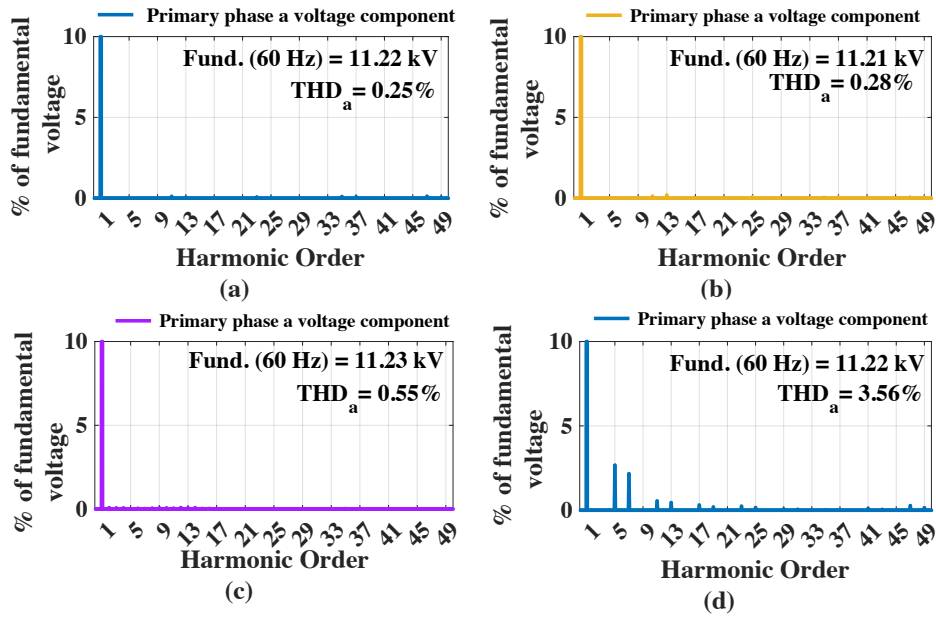 Primary phase a voltage component
10
5
0
% of fundamental
voltage
Fund. (60 Hz) = 11.22 kV
THDa = 0.25%
1 5 9 13 17 21 25 29 33 37 41 45 49
Harmonic Order
(a)
Primary phase a voltage component
10
5
0
% of fundamental
voltage
Fund. (60 Hz) = 11.21 kV
THDa = 0.28%
1 5 9 13 17 21 25 29 33 37 41 45 49
Harmonic Order
(b)
Primary phase a voltage component
10
5
0
% of fundamental
voltage
Fund. (60 Hz) = 11.23 kV
THDa = 0.55%
1 5 9 13 17 21 25 29 33 37 41 45 49
Harmonic Order
(c)
Primary phase a voltage component
10
5
0
% of fundamental
voltage
Fund. (60 Hz) = 11.22 kV
THDa = 3.56%
1 5 9 13 17 21 25 29 33 37 41 45 49
Harmonic Order
(d)